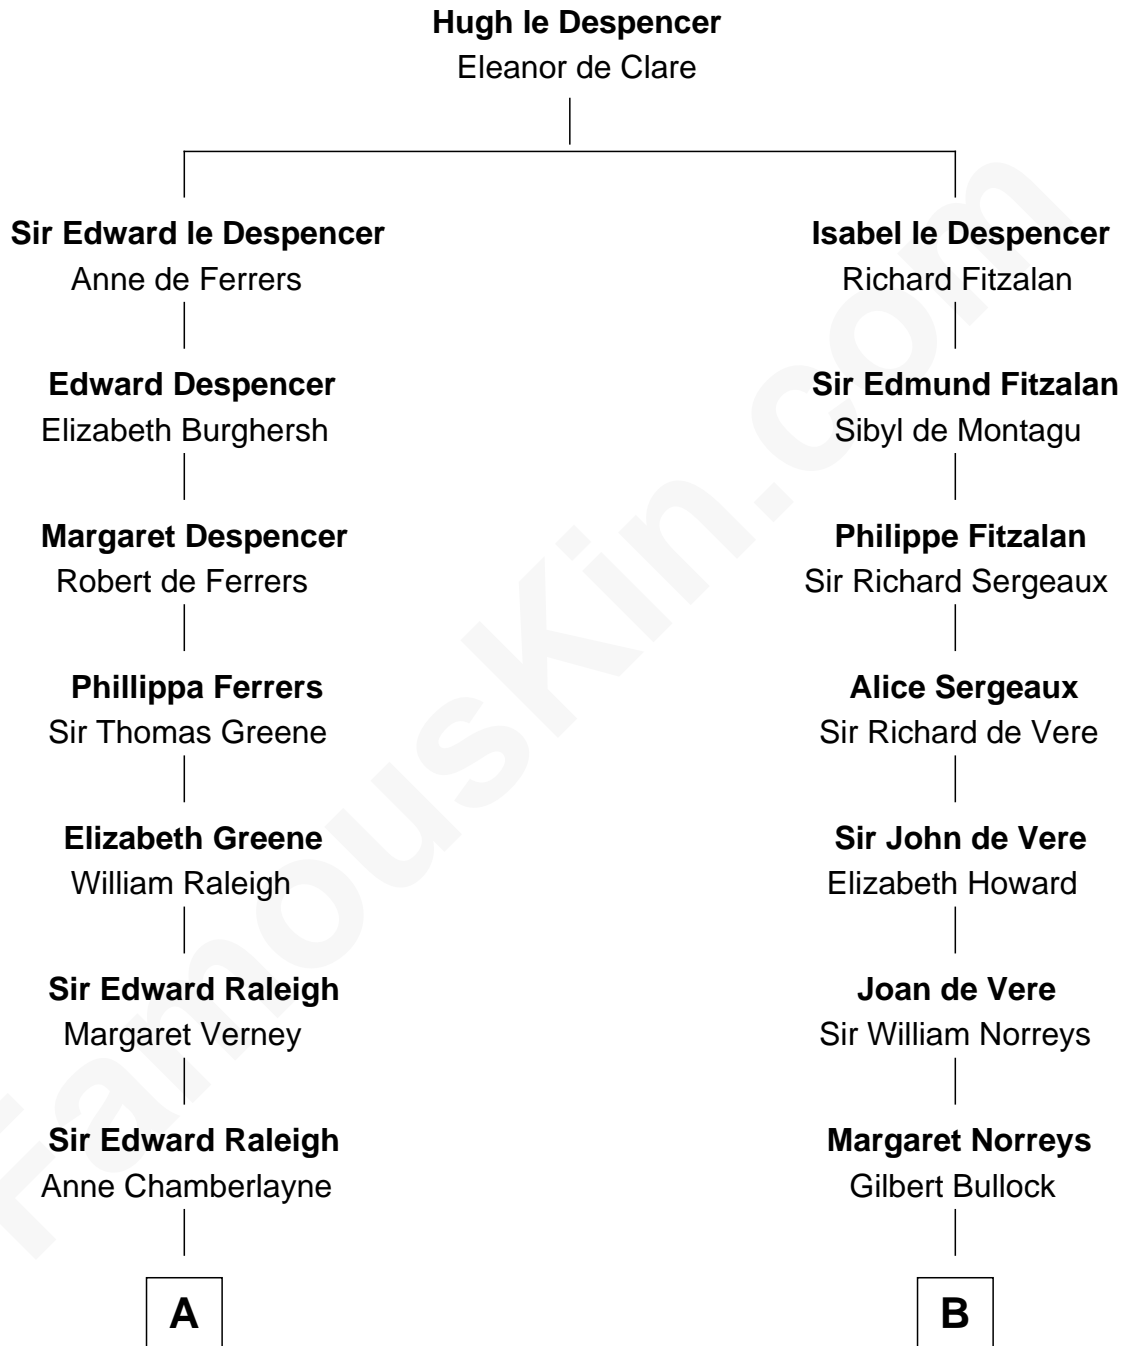 Hugh le Despencer
Eleanor de Clare
Sir Edward le Despencer
Anne de Ferrers
Isabel le Despencer
Richard Fitzalan
Edward Despencer
Elizabeth Burghersh
Sir Edmund Fitzalan
Sibyl de Montagu
Margaret Despencer
Robert de Ferrers
Philippe Fitzalan
Sir Richard Sergeaux
Phillippa Ferrers
Sir Thomas Greene
Alice Sergeaux
Sir Richard de Vere
Elizabeth Greene
William Raleigh
Sir John de Vere
Elizabeth Howard
Sir Edward Raleigh
Margaret Verney
Joan de Vere
Sir William Norreys
Sir Edward Raleigh
Anne Chamberlayne
Margaret Norreys
Gilbert Bullock
A
B
FamousKin.com